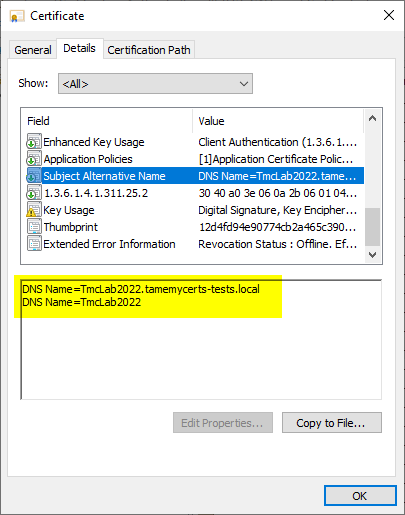 Certificate
General Details Certification Path
Show: <All>
Field Value
Enhanced Key Usage Client Authentication (1.3.6.1....
Application Policies [1]Application Certificate Polic...
Subject Alternative Name DNS Name=TmcLab2022.tame...
1.3.6.1.4.1.311.25.2 30 40 a0 3e 06 0a 2b 06 01 04...
Key Usage Digital Signature, Key Encipher...
Thumbprint 12d4fd94e90774cb2a465c390...
Extended Error Information Revocation Status : Offline. Ef...
DNS Name=TmcLab2022.tamemycerts-tests.local
DNS Name=TmcLab2022
Edit Properties... Copy to File...
OK